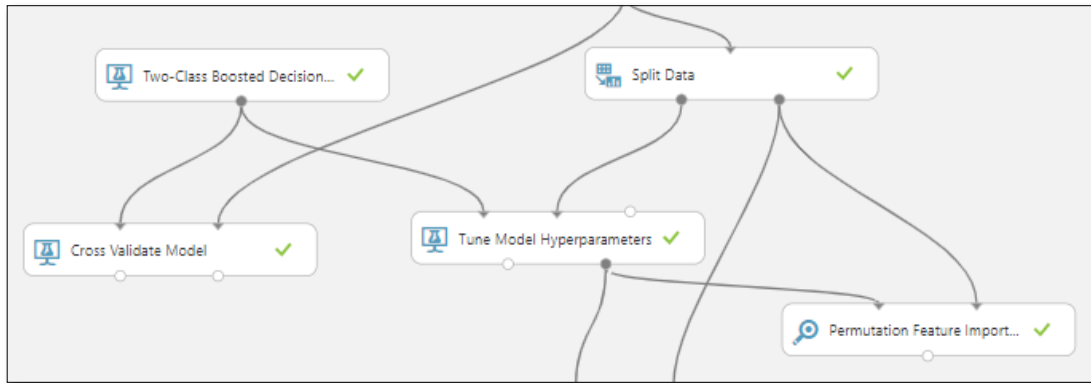 Two-Class Boosted Decision...
Split Data
Cross Validate Model
Tune Model Hyperparameters
Permutation Feature Import...